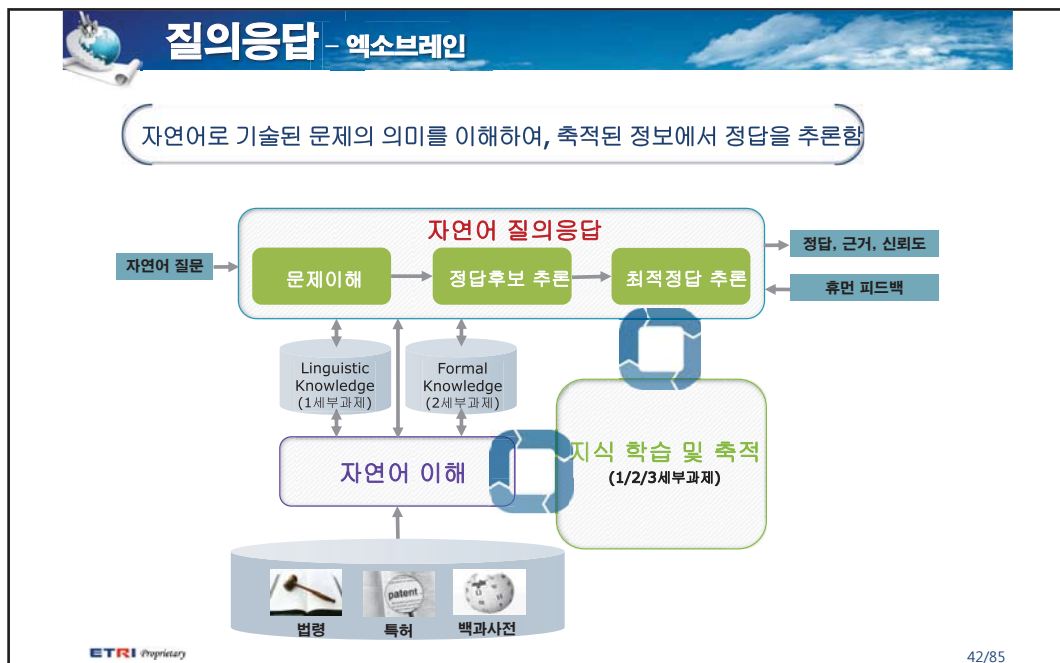 질의응답 – 엑소브레인
자연어로 기술된 문제의 의미를 이해하여, 축적된 정보에서 정답을 추론함
자연어 질의응답
자연어 질문
문제이해
정답후보 추론
최적정답 추론
정답, 근거, 신뢰도
휴먼 피드백
Linguistic
Knowledge
(1세부과제)
Formal
Knowledge
(2세부과제)
자연어 이해
지식 학습 및 축적
(1/2/3세부과제)
patent
법령
특허
백과사전
ETRI Proprietary
42/85